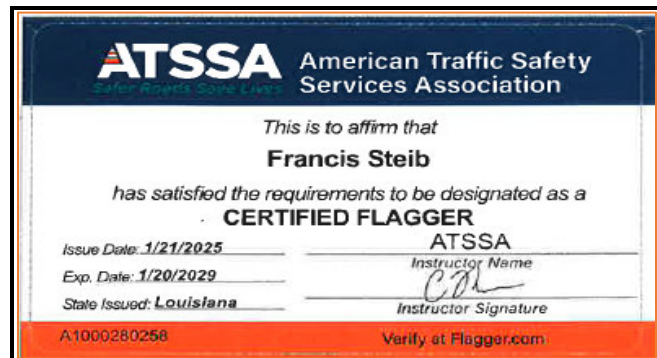 ATSSA
Safer Roads Save Lives
American Traffic Safety
Services Association
This is to affirm that
Francis Steib
has satisfied the requirements to be designated as a
CERTIFIED FLAGGER
Issue Date: 1/21/2025
Exp. Date: 1/20/2029
State Issued: Louisiana
ATSSA
Instructor Name
Instructor Signature
A1000280258
Verify at Flagger.com